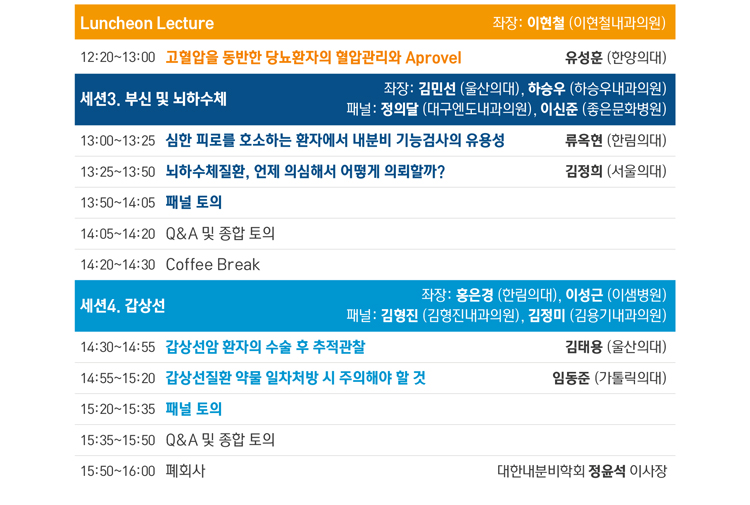 Luncheon Lecture 좌장: 이현철 (이현철내과의원)
12:20~13:00 고혈압을 동반한 당뇨환자의 혈압관리와 Aprovel 유성훈 (한양의대)
세션3. 부신 및 뇌하수체 좌장: 김민선 (울산의대), 하승우 (하승우내과의원)
패널: 정의달 (대구엔도내과의원), 이신준 (좋은문화병원)
13:00~13:25 심한 피로를 호소하는 환자에서 내분비 기능검사의 유용성 류옥현 (한림의대)
13:25~13:50 뇌하수체질환, 언제 의심해서 어떻게 의뢰할까? 김정희 (서울의대)
13:50~14:05 패널 토의
14:05~14:20 Q&A 및 종합 토의
14:20~14:30 Coffee Break
세션4. 갑상선 좌장: 홍은경 (한림의대), 이성근 (이샘병원)
패널: 김형진 (김형진내과의원), 김정미 (김용기내과의원)
14:30~14:55 갑상선암 환자의 수술 후 추적관찰 김태용 (울산의대)
14:55~15:20 갑상선질환 약물 일차처방 시 주의해야 할 것 임동준 (가톨릭의대)
15:20~15:35 패널 토의
15:35~15:50 Q&A 및 종합 토의
15:50~16:00 폐회사 대한내분비학회 정윤석 이사장